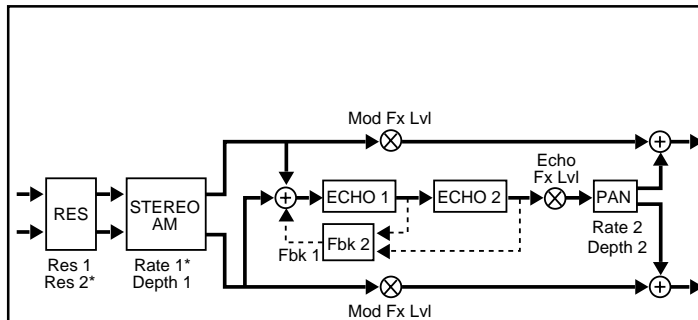 Mod Fx Lvl
Echo
Fx Lvl
RES
STEREO
AM
+
ECHO 1
ECHO 2
PAN
Fbk 1
Fbk 2
Res 1
Res 2*
Rate 1*
Depth 1
Rate 2
Depth 2
Mod Fx Lvl